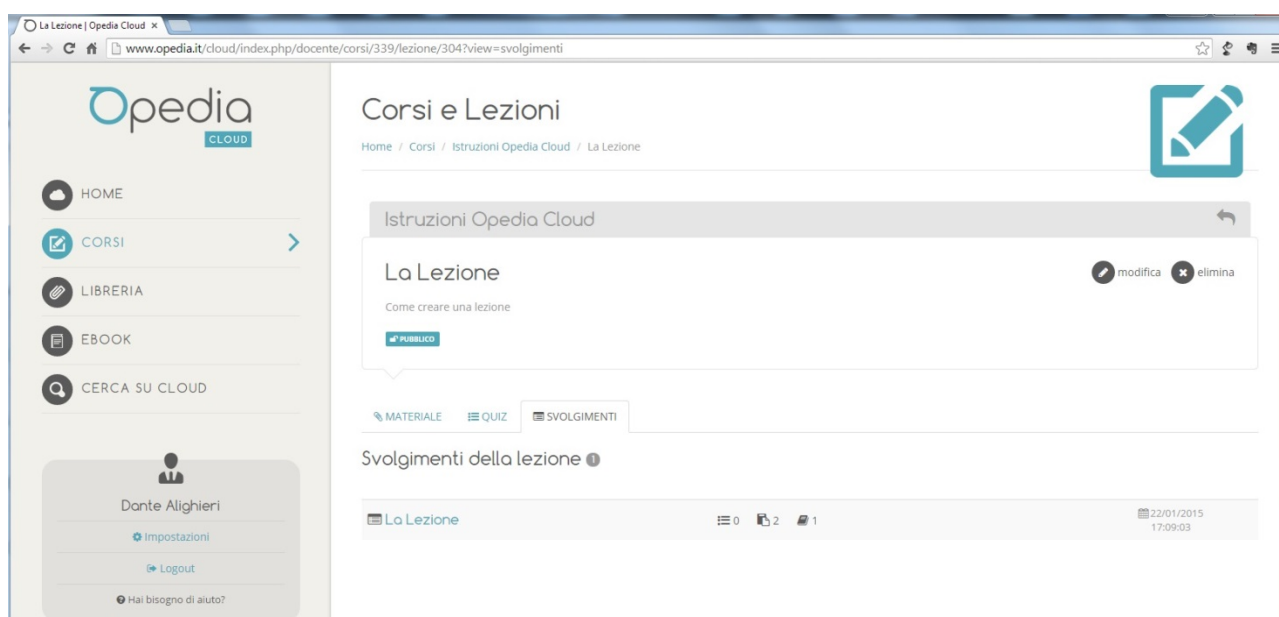 La Lezione | Opedia Cloud ×
www.opedia.it/cloud/index.php/docente/corsi/339/lezione/304?view=svolgimenti
Opedia
CLOUD
HOME
CORSI
LIBRERIA
EBOOK
CERCA SU CLOUD
Dante Alighieri
Impostazioni
Logout
Hai bisogno di aiuto?
Corsi e Lezioni
Home / Corsi / Istruzioni Opedia Cloud / La Lezione
Istruzioni Opedia Cloud
La Lezione
modifica elimina
Come creare una lezione
PUBBLICO
MATERIALE QUIZ SVOLGIMENTI
Svolgimenti della lezione 1
La Lezione 0 2 1 22/01/2015
17:09:03